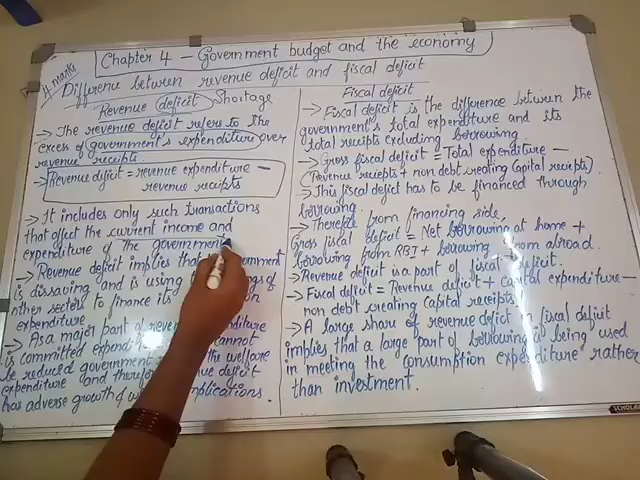 Chapter 4 – Government budget and the economy
4 marks
Difference between revenue deficit and fiscal deficit
Revenue deficit Shortage
→ The revenue deficit refers to the
excess of government's expenditure over
revenue receipts.
→ Revenue deficit = revenue expenditure –
revenue receipts
→ It includes only such transactions
that affect the current income and
expenditure of the government
→ Revenue deficit implies that
is dissaving and is using
other sectors to finance its
expenditure
→ As a major part of
is committed cannot
be reduced government the welfare
expenditure and deficit
has adverse growth of implications.
Fiscal deficit
→ Fiscal deficit is the difference between the
government's total expenditure and its
total receipts excluding borrowing.
→ Gross fiscal deficit = Total expenditure –
(Revenue receipts + non debt creating capital receipts)
→ This fiscal deficit has to be financed through
borrowing.
→ Therefore from financing side,
Gross fiscal deficit = Net borrowing at home +
borrowing from RBI + borrowing from abroad.
→ Revenue deficit is a part of fiscal deficit.
→ Fiscal deficit = Revenue deficit + capital expenditure –
non debt creating capital receipts
→ A large share of revenue deficit in fiscal deficit
implies that a large part of borrowing is being used
in meeting the consumption expenditure rather
than investment.